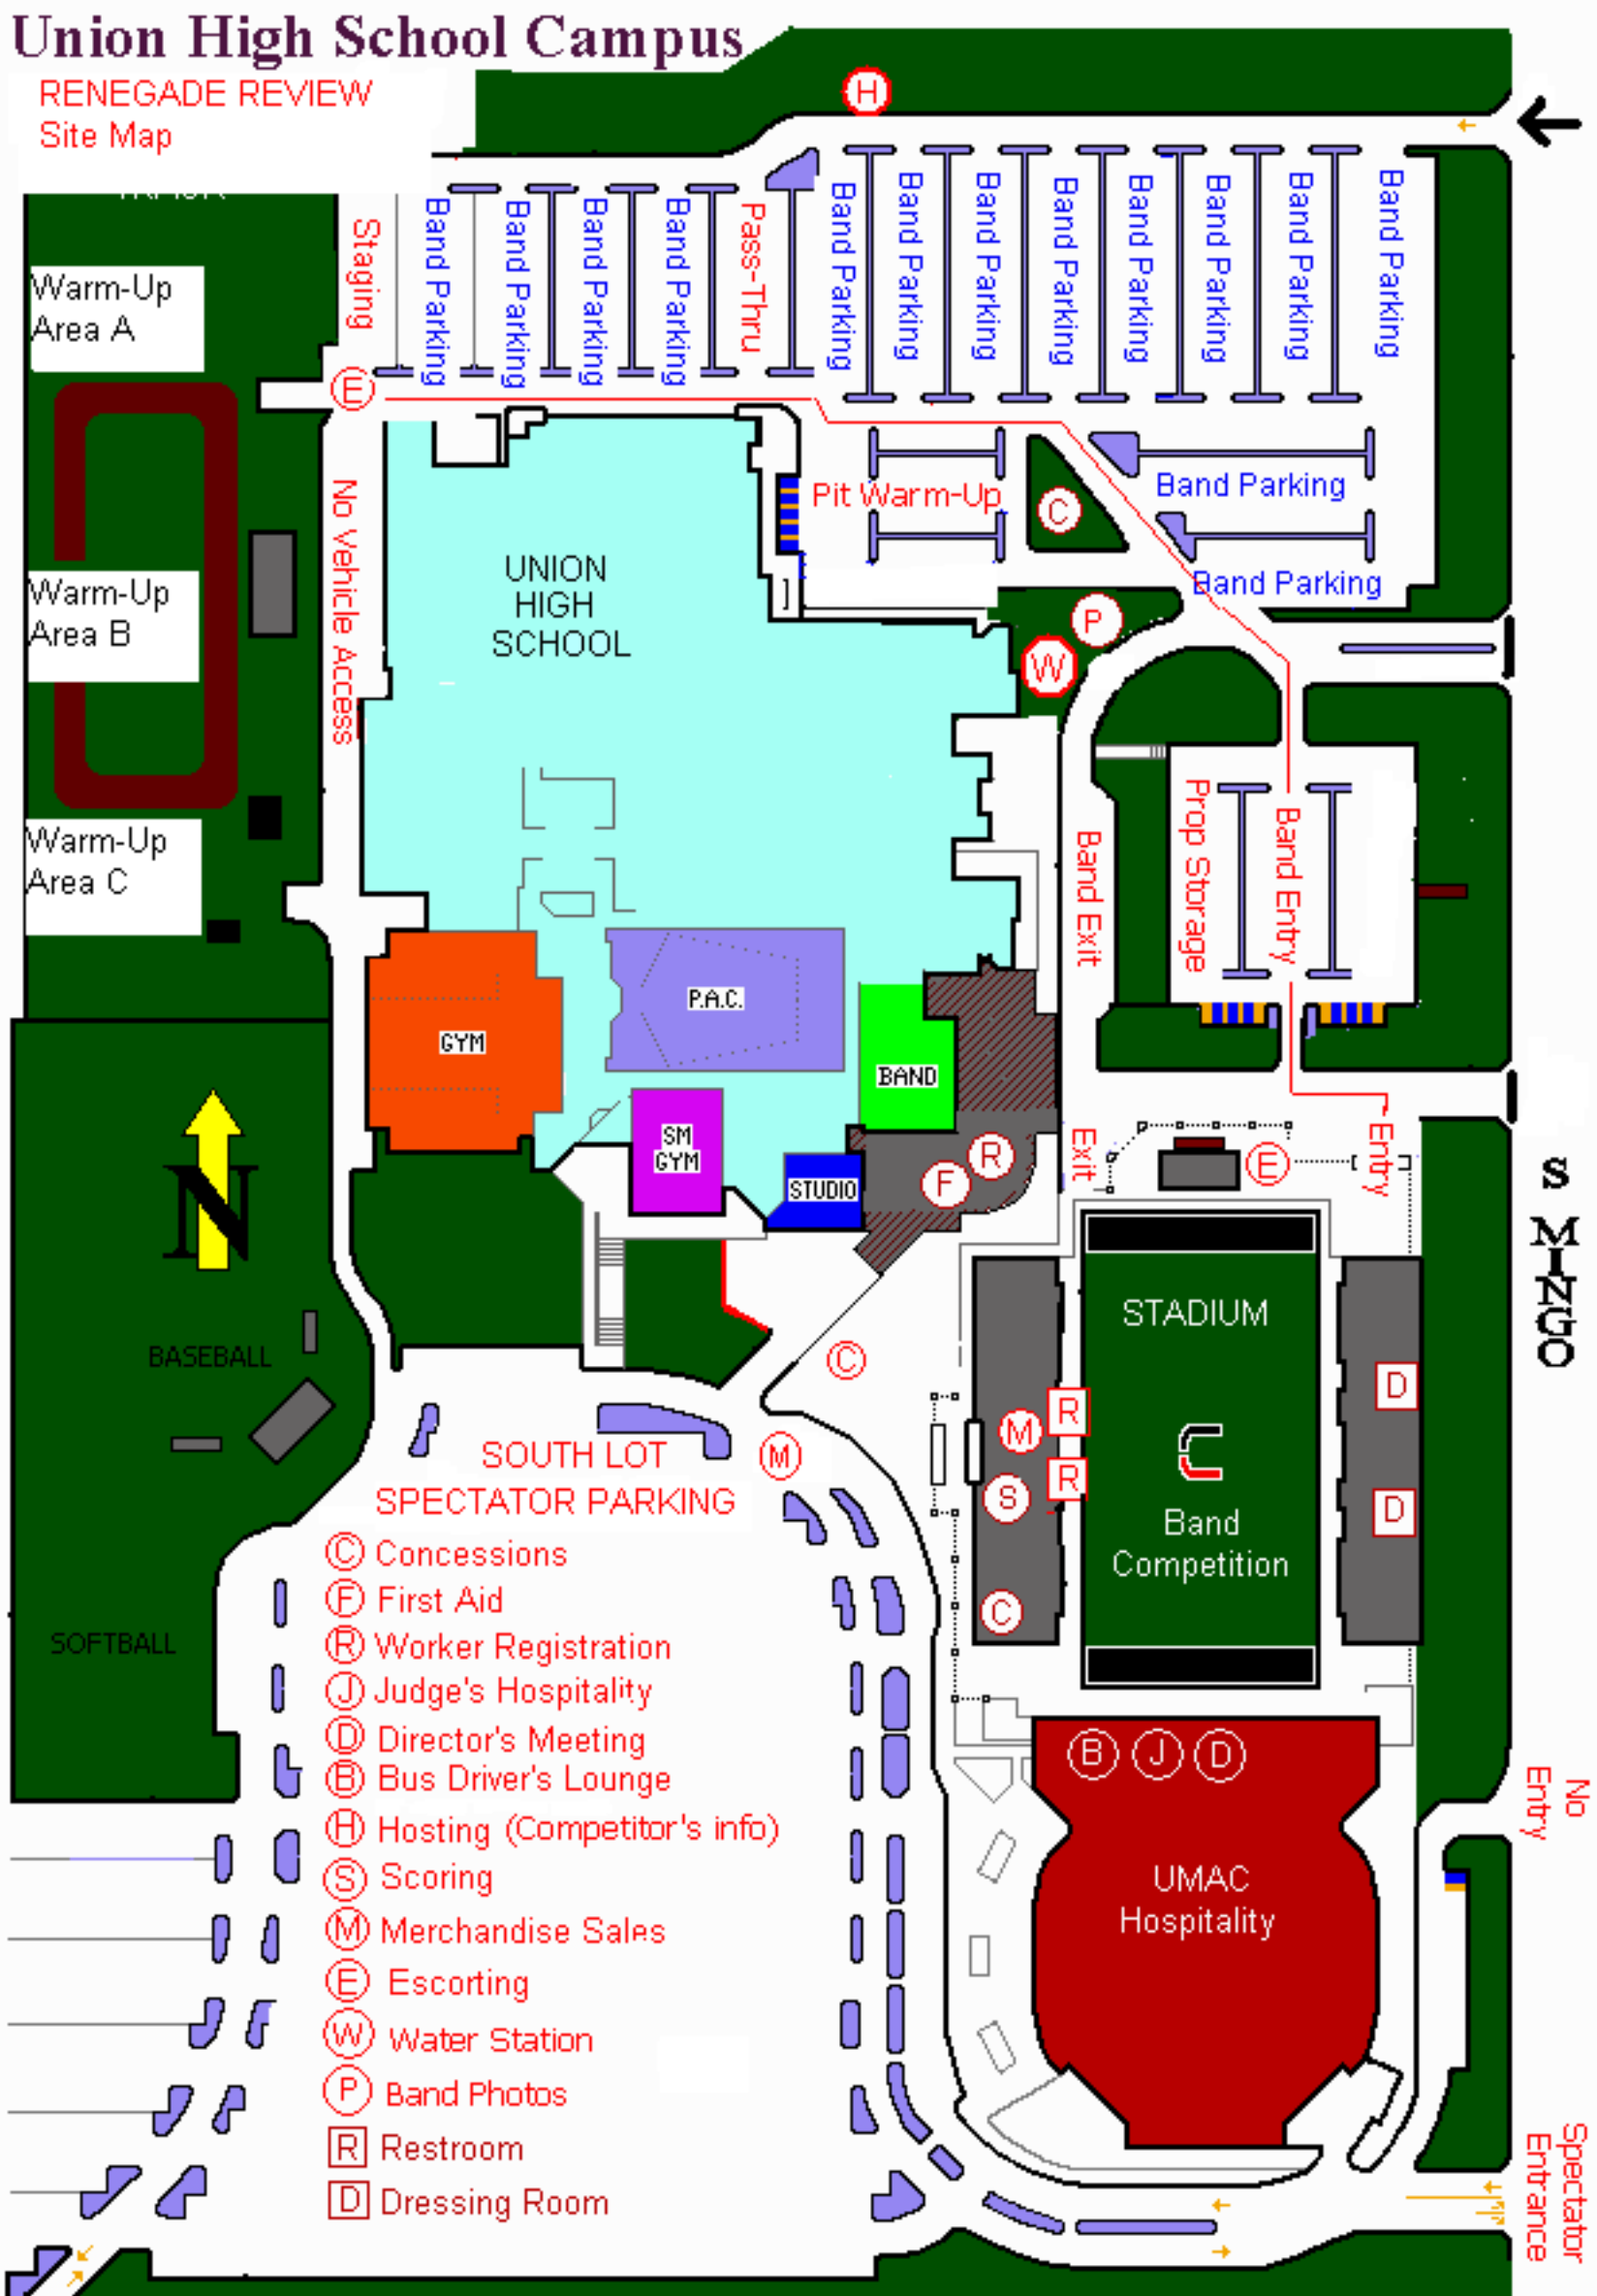 Union High School Campus
RENEGADE REVIEW
Site Map
H
Staging
Band Parking
Band Parking
Band Parking
Band Parking
Pass-Thru
Band Parking
Band Parking
Band Parking
Band Parking
Band Parking
Band Parking
Band Parking
Band Parking
Warm-Up
Area A
E
No Vehicle Access
Pit Warm-Up
C
Band Parking
Band Parking
Warm-Up
Area B
UNION
HIGH
SCHOOL
P
W
Warm-Up
Area C
Band Exit
Prop Storage
Band Entry
GYM
P.A.C.
BAND
SM
GYM
STUDIO
R
F
Exit
E
Entry
N
S MINGO
BASEBALL
SOFTBALL
C
STADIUM
M
R
D
S
R
D
C
Band
Competition
SOUTH LOT
SPECTATOR PARKING
M
C Concessions
F First Aid
R Worker Registration
J Judge's Hospitality
D Director's Meeting
B Bus Driver's Lounge
H Hosting (Competitor's info)
S Scoring
M Merchandise Sales
E Escorting
W Water Station
P Band Photos
R Restroom
D Dressing Room
B J D
UMAC
Hospitality
No
Entry
Spectator
Entrance